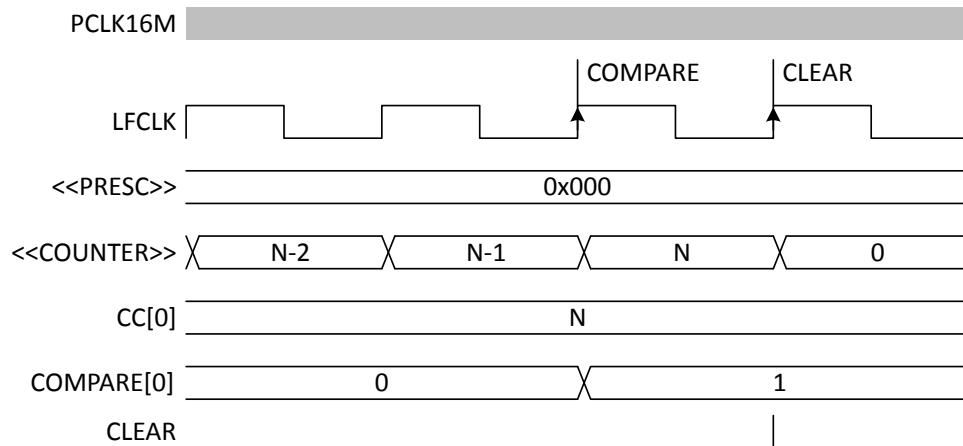 PCLK16M
COMPARE CLEAR
LFCLK
<<PRESC>> 0x000
<<COUNTER>> N-2 N-1 N 0
CC[0] N
COMPARE[0] 0 1
CLEAR